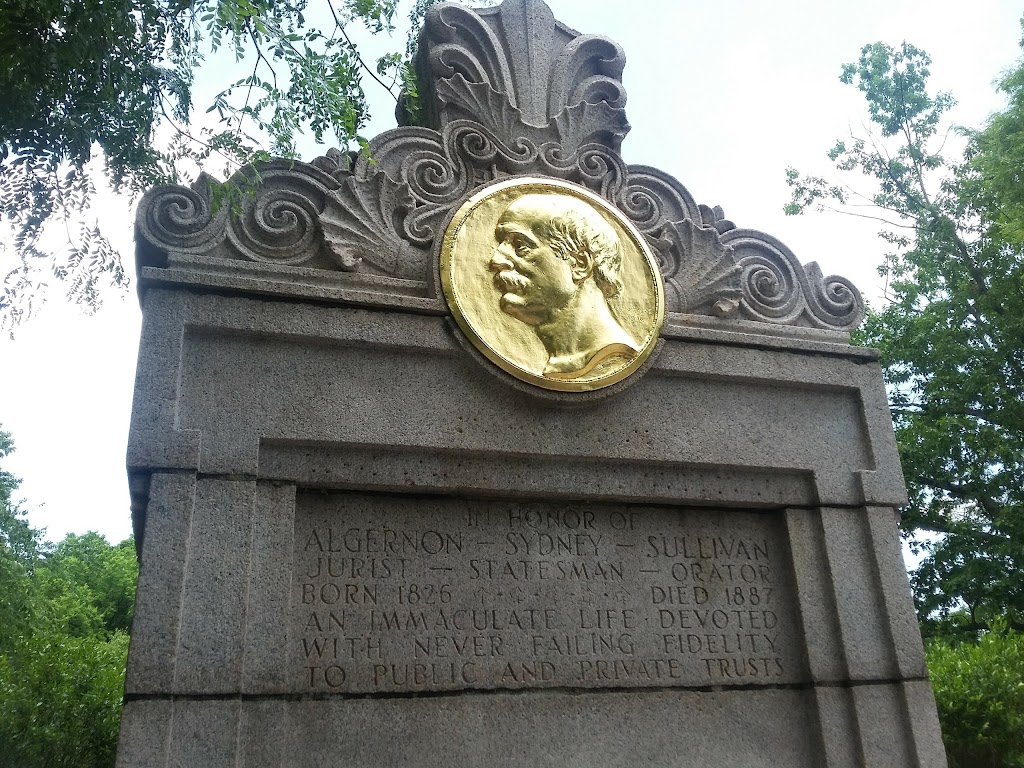 IN HONOR OF
ALGERNON – SYDNEY – SULLIVAN
JURIST – STATESMAN – ORATOR
BORN 1826 DIED 1887
AN IMMACULATE LIFE · DEVOTED
WITH NEVER FAILING FIDELITY
TO PUBLIC AND PRIVATE TRUSTS